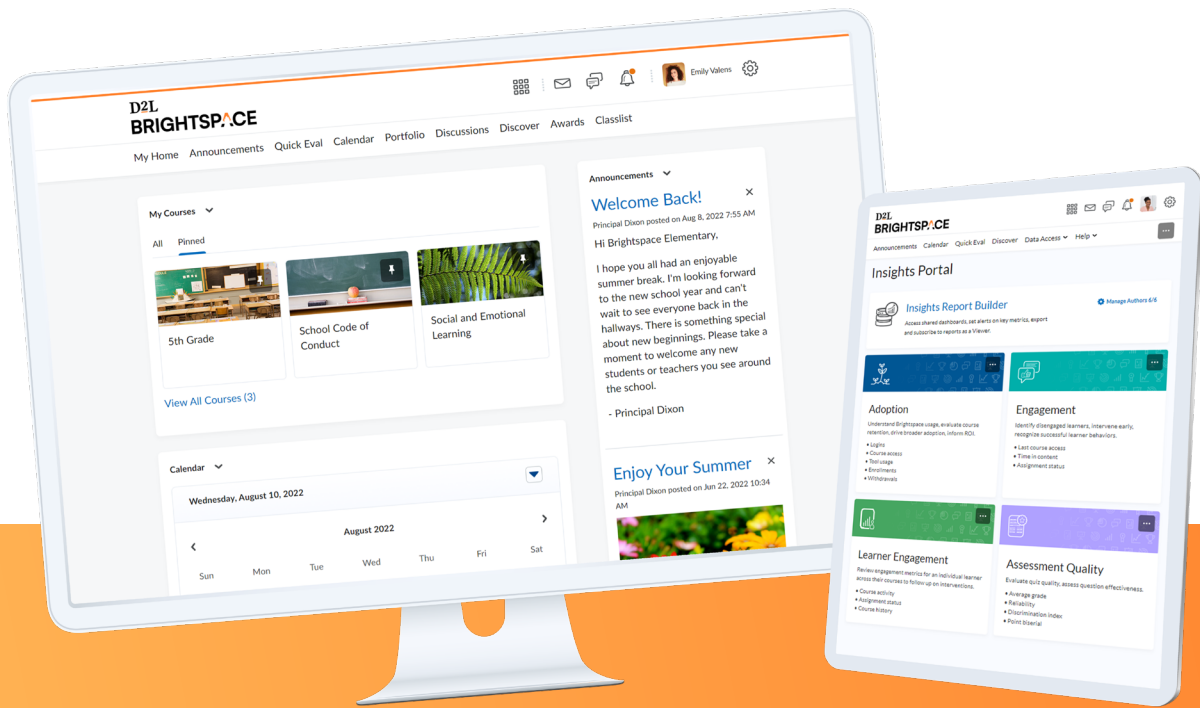 D2L
BRIGHTSPACE
Emily Valens
My Home Announcements Quick Eval Calendar Portfolio Discussions Discover Awards Classlist
My Courses
All Pinned
5th Grade
School Code of
Conduct
Social and Emotional
Learning
View All Courses (3)
Calendar
Wednesday, August 10, 2022
August 2022
Sun Mon Tue Wed Thu Fri Sat
Announcements
Welcome Back!
Principal Dixon posted on Aug 8, 2022 7:55 AM
Hi Brightspace Elementary,
I hope you all had an enjoyable
summer break. I'm looking forward
to the new school year and can't
wait to see everyone back in the
hallways. There is something special
about new beginnings. Please take a
moment to welcome any new
students or teachers you see around
the school.
- Principal Dixon
Enjoy Your Summer
Principal Dixon posted on Jun 22, 2022 10:34
AM
D2L
BRIGHTSPACE
Announcements Calendar Quick Eval Discover Data Access Help
Insights Portal
Insights Report Builder
Manage Authors 6/6
Access shared dashboards, set alerts on key metrics, export
and subscribe to reports as a Viewer.
Adoption
Understand Brightspace usage, evaluate course
retention, drive broader adoption, inform ROI.
• Logins
• Course access
• Tool usage
• Enrollments
• Withdrawals
Engagement
Identify disengaged learners, intervene early,
recognize successful learner behaviors.
• Last course access
• Time in content
• Assignment status
Learner Engagement
Review engagement metrics for an individual learner
across their courses to follow up on interventions.
• Course activity
• Assignment status
• Course history
Assessment Quality
Evaluate quiz quality, assess question effectiveness.
• Average grade
• Reliability
• Discrimination index
• Point biserial